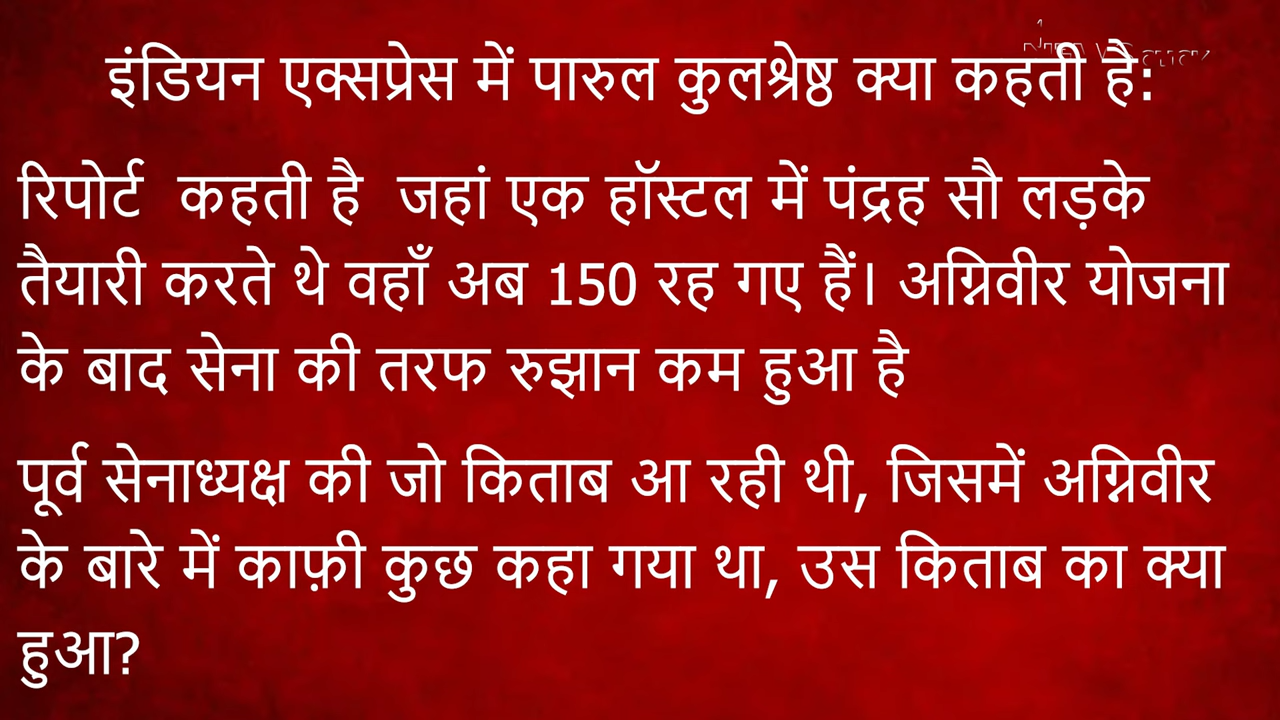 इंडियन एक्सप्रेस में पारुल कुलश्रेष्ठ क्या कहती है:
रिपोर्ट कहती है जहां एक हॉस्टल में पंद्रह सौ लड़के
तैयारी करते थे वहाँ अब 150 रह गए हैं। अग्निवीर योजना
के बाद सेना की तरफ रुझान कम हुआ है
पूर्व सेनाध्यक्ष की जो किताब आ रही थी, जिसमें अग्निवीर
के बारे में काफ़ी कुछ कहा गया था, उस किताब का क्या
हुआ?